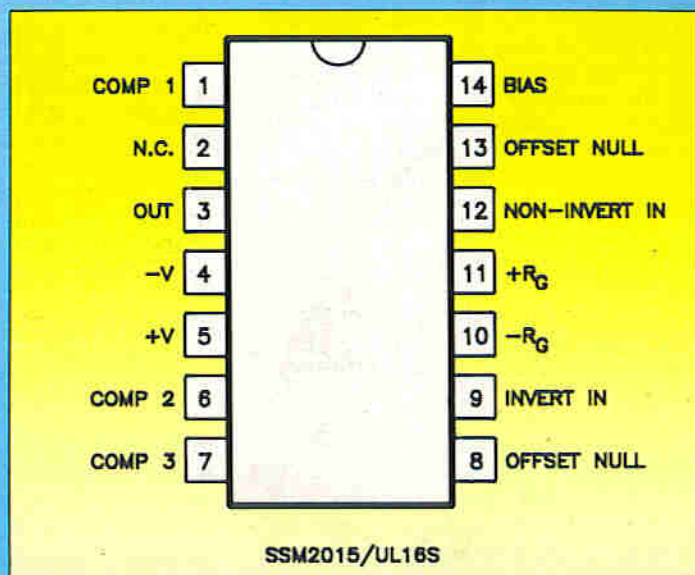 COMP 1 1 14 BIAS
N.C. 2 13 OFFSET NULL
OUT 3 12 NON-INVERT IN
-V 4 11 +RG
+V 5 10 -RG
COMP 2 6 9 INVERT IN
COMP 3 7 8 OFFSET NULL
SSM2015/UL16S